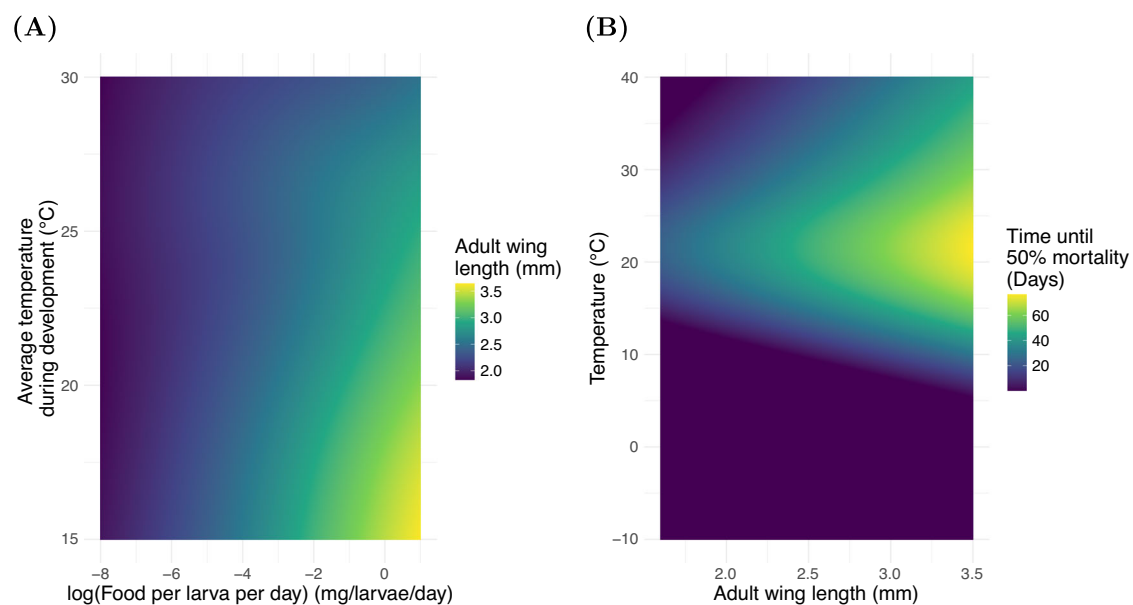 (A)
30
25
20
15
Average temperature
during development (°C)
−8
−6
−4
−2
0
log(Food per larva per day) (mg/larvae/day)
Adult wing
length (mm)
3.5
3.0
2.5
2.0
(B)
40
30
20
10
0
−10
Temperature (°C)
2.0
2.5
3.0
3.5
Adult wing length (mm)
Time until
50% mortality
(Days)
60
40
20